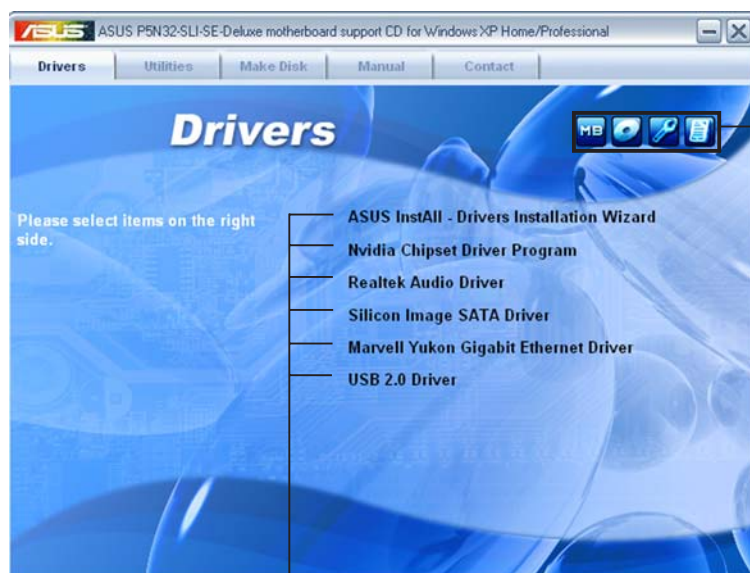 ASUS ASUS P5N32-SLI-SE-Deluxe motherboard support CD for Windows XP Home/Professional
Drivers Utilities Make Disk Manual Contact
Drivers
MB
Please select items on the right
side.
ASUS InstAll - Drivers Installation Wizard
Nvidia Chipset Driver Program
Realtek Audio Driver
Silicon Image SATA Driver
Marvell Yukon Gigabit Ethernet Driver
USB 2.0 Driver